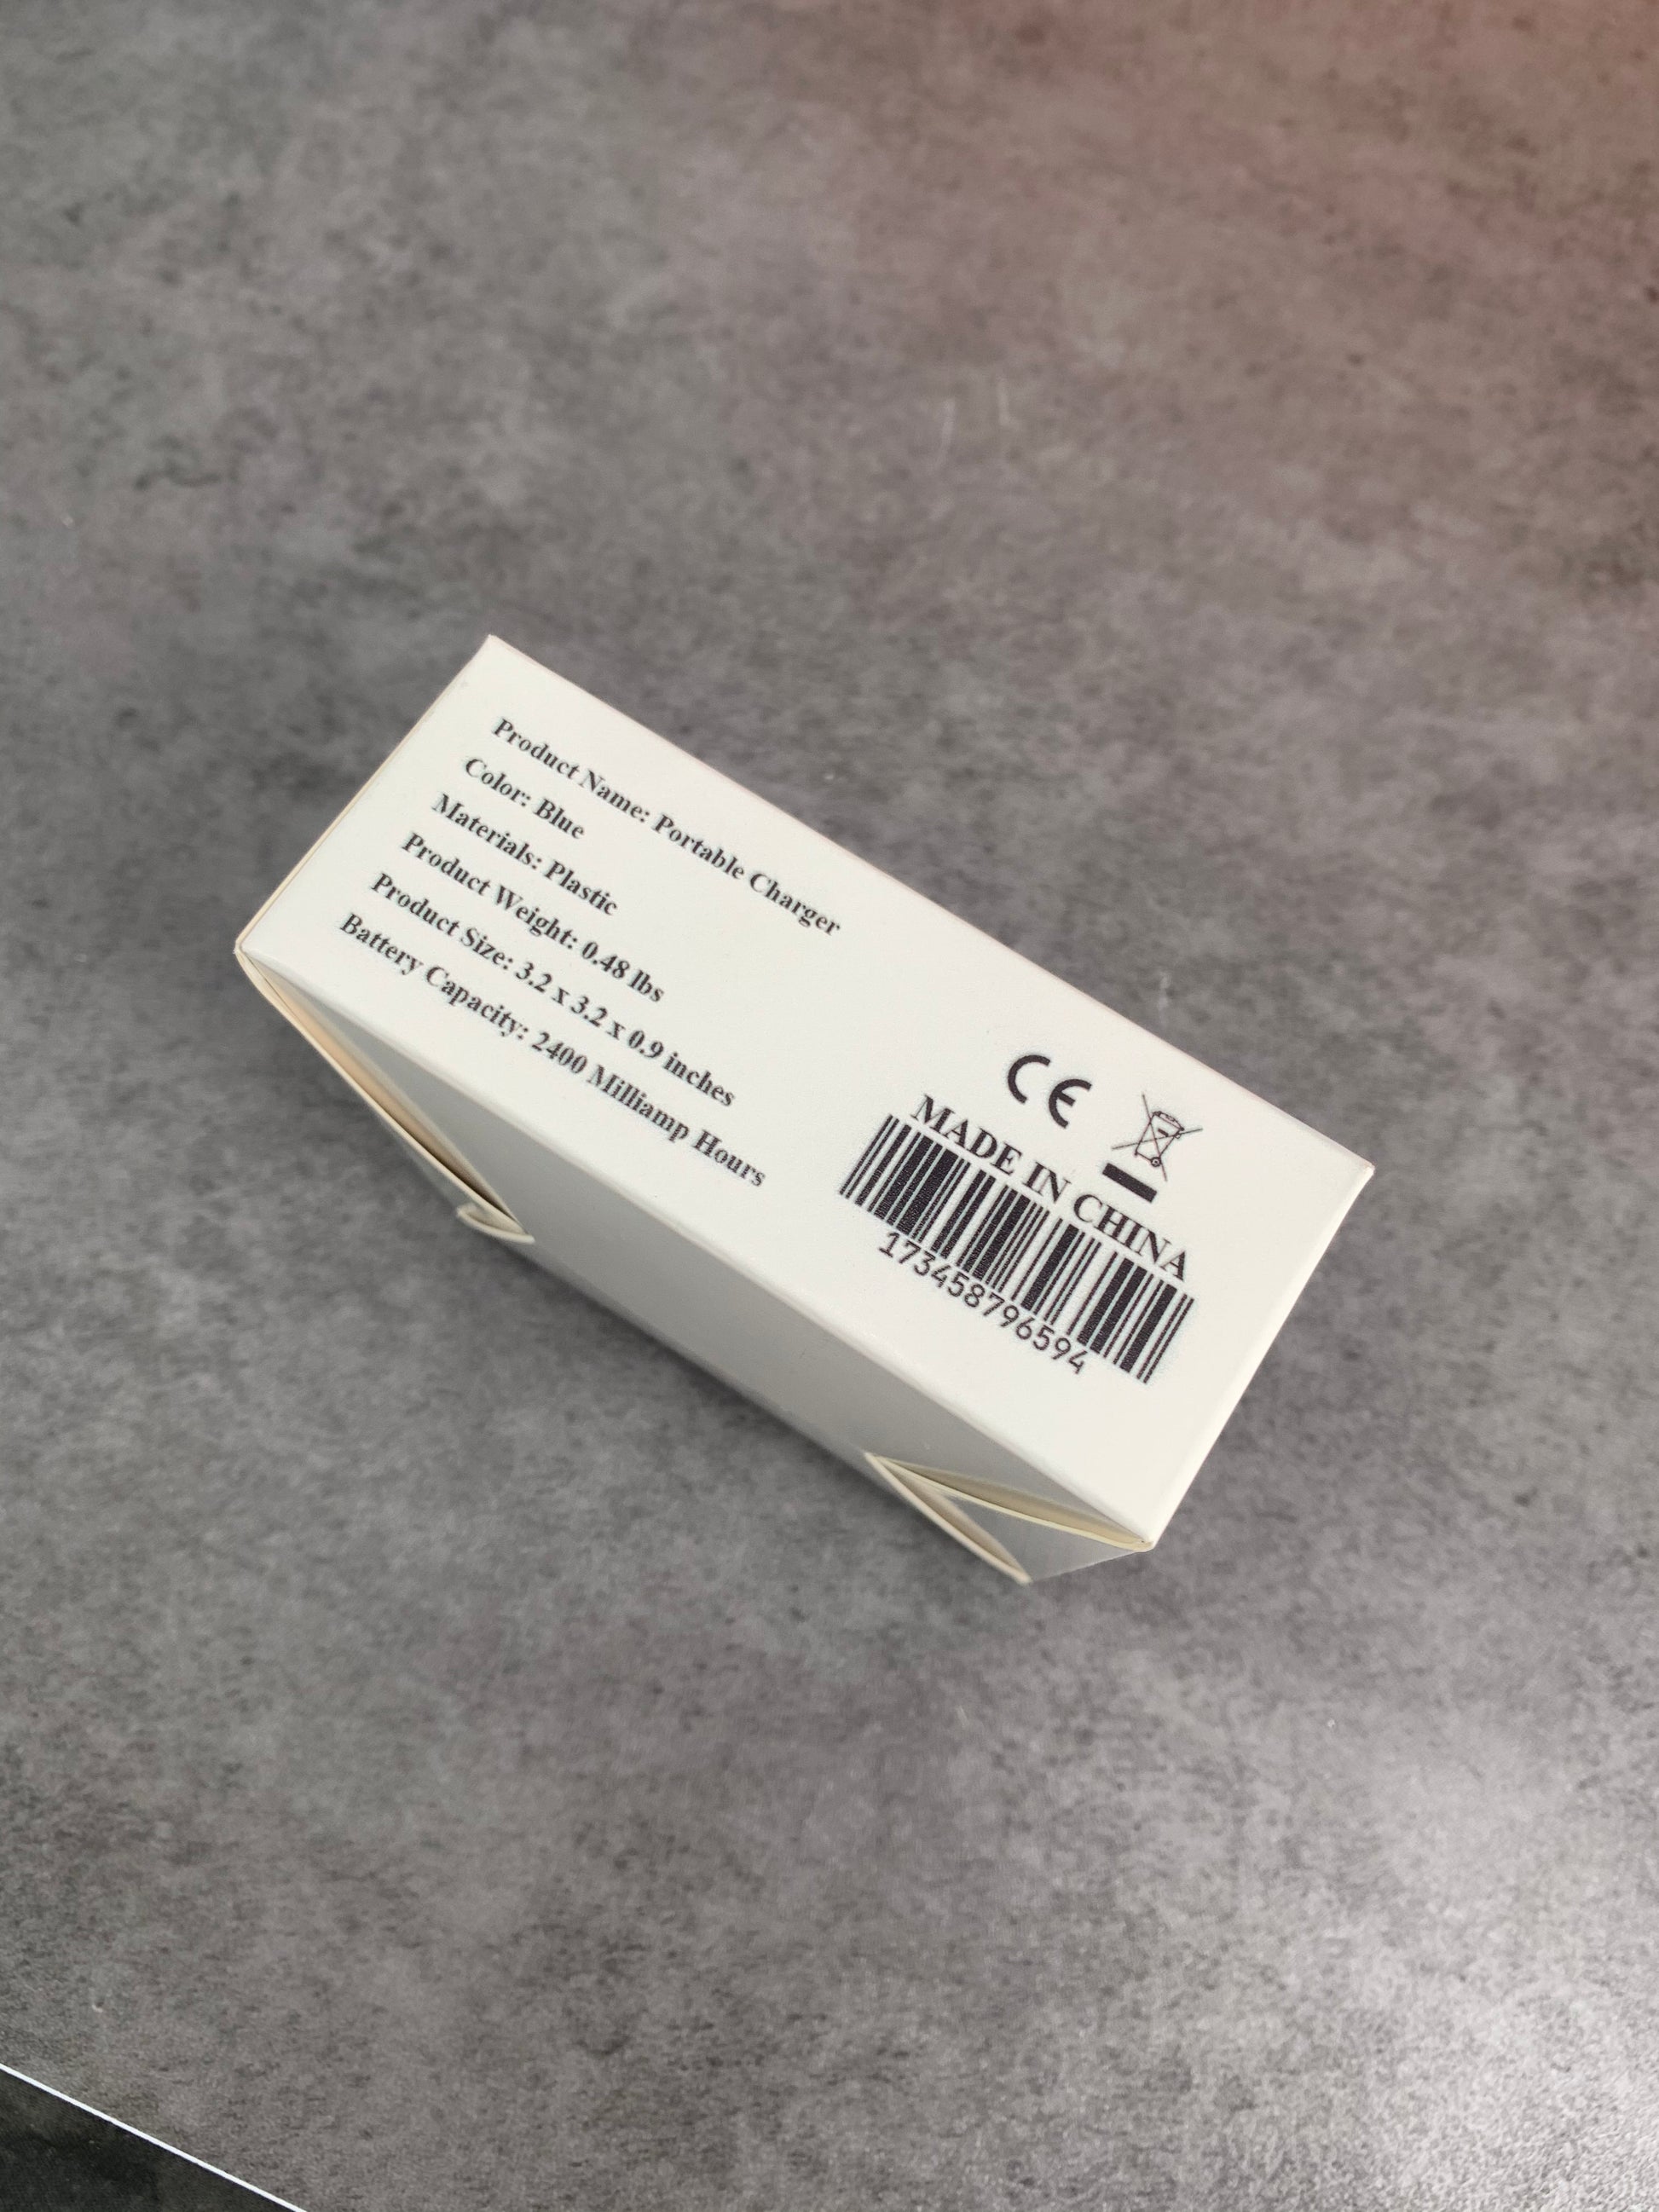 Product Name: Portable Charger
Color: Blue
Materials: Plastic
Product Weight: 0.48 lbs
Product Size: 3.2 x 3.2 x 0.9 inches
Battery Capacity: 2400 Milliamp Hours
CE
MADE IN CHINA
173458796594